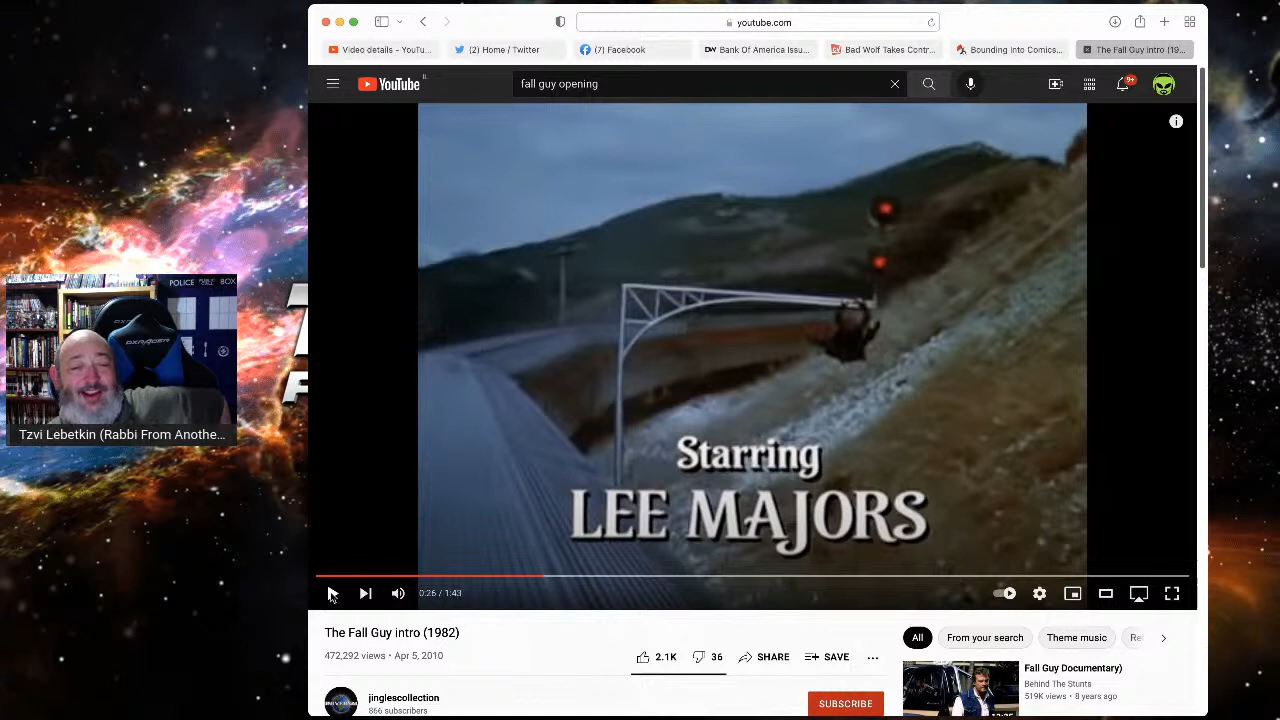 youtube.com
Video details - YouTu...
(2) Home / Twitter
(7) Facebook
DW Bank Of America Issu...
Bad Wolf Takes Contr...
Bounding into Comics...
The Fall Guy intro (19...
YouTube IL
fall guy opening
9+
Starring
LEE MAJORS
POLICE BOX
DXRACER
Tzvi Lebetkin (Rabbi From Anothe...
0:26 / 1:43
The Fall Guy intro (1982)
472,292 views • Apr 5, 2010
2.1K
36
SHARE
SAVE
All
From your search
Theme music
Fall Guy Documentary)
Behind The Stunts
519K views • 8 years ago
jinglescollection
866 subscribers
SUBSCRIBE